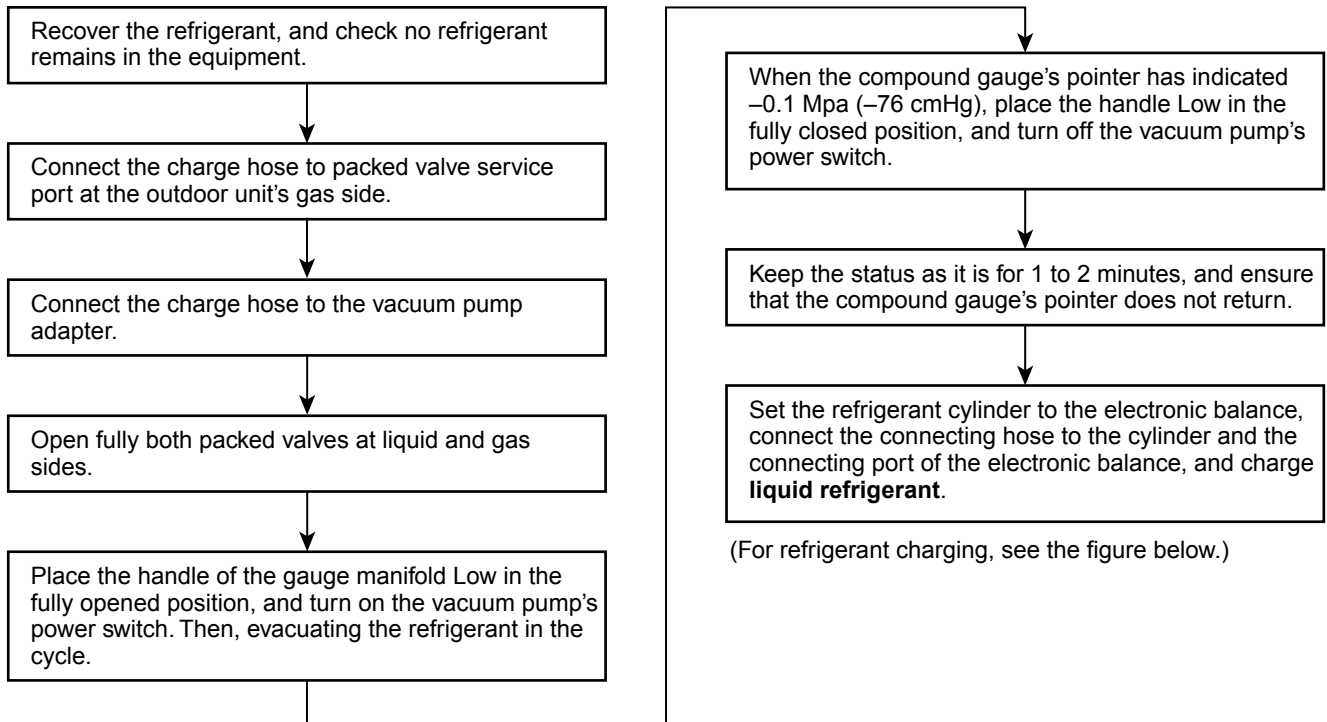 Recover the refrigerant, and check no refrigerant
remains in the equipment.
Connect the charge hose to packed valve service
port at the outdoor unit’s gas side.
Connect the charge hose to the vacuum pump
adapter.
Open fully both packed valves at liquid and gas
sides.
Place the handle of the gauge manifold Low in the
fully opened position, and turn on the vacuum pump’s
power switch. Then, evacuating the refrigerant in the
cycle.
When the compound gauge’s pointer has indicated
–0.1 Mpa (–76 cmHg), place the handle Low in the
fully closed position, and turn off the vacuum pump’s
power switch.
Keep the status as it is for 1 to 2 minutes, and ensure
that the compound gauge’s pointer does not return.
Set the refrigerant cylinder to the electronic balance,
connect the connecting hose to the cylinder and the
connecting port of the electronic balance, and charge
liquid refrigerant.
(For refrigerant charging, see the figure below.)